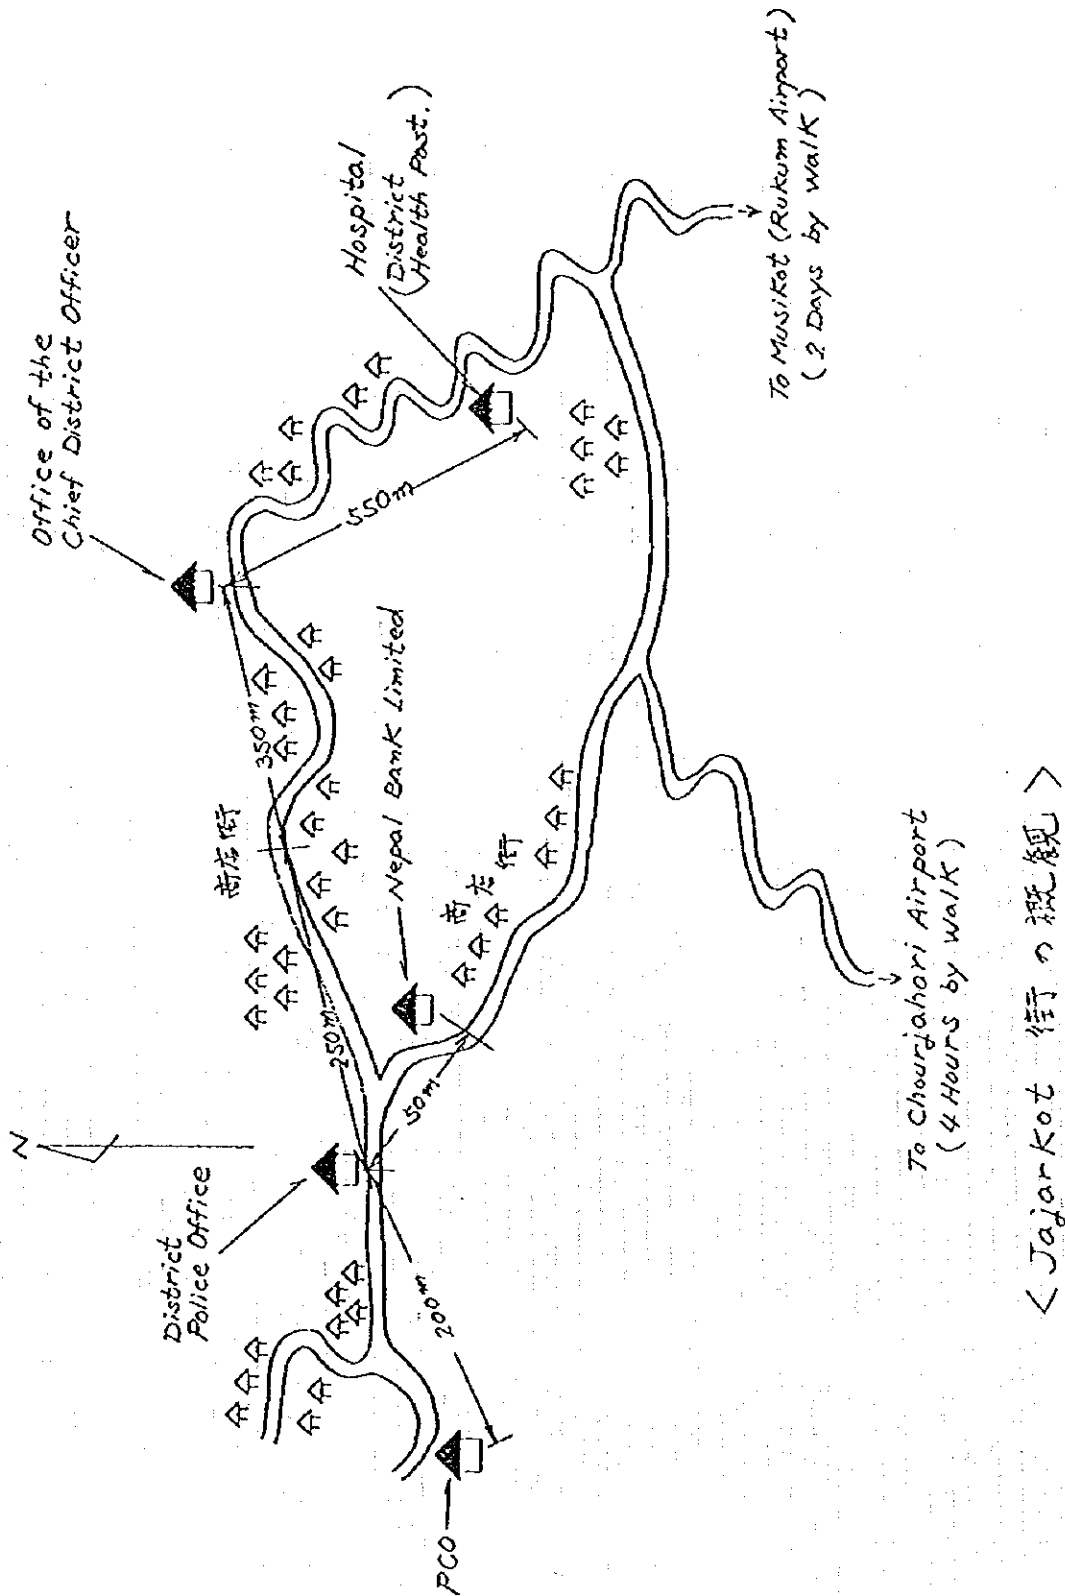 Office of the
Chief District Officer
Hospital
(District
Health Post.)
N
District
Police Office
商店街
350m
550m
250m
Nepal Bank Limited
50m
商店街
200m
PCO
To Musikot (Rukum Airport)
(2 Days by walk)
To Chourjahari Airport
(4 Hours by walk)
<Jajarkot 街の概観>